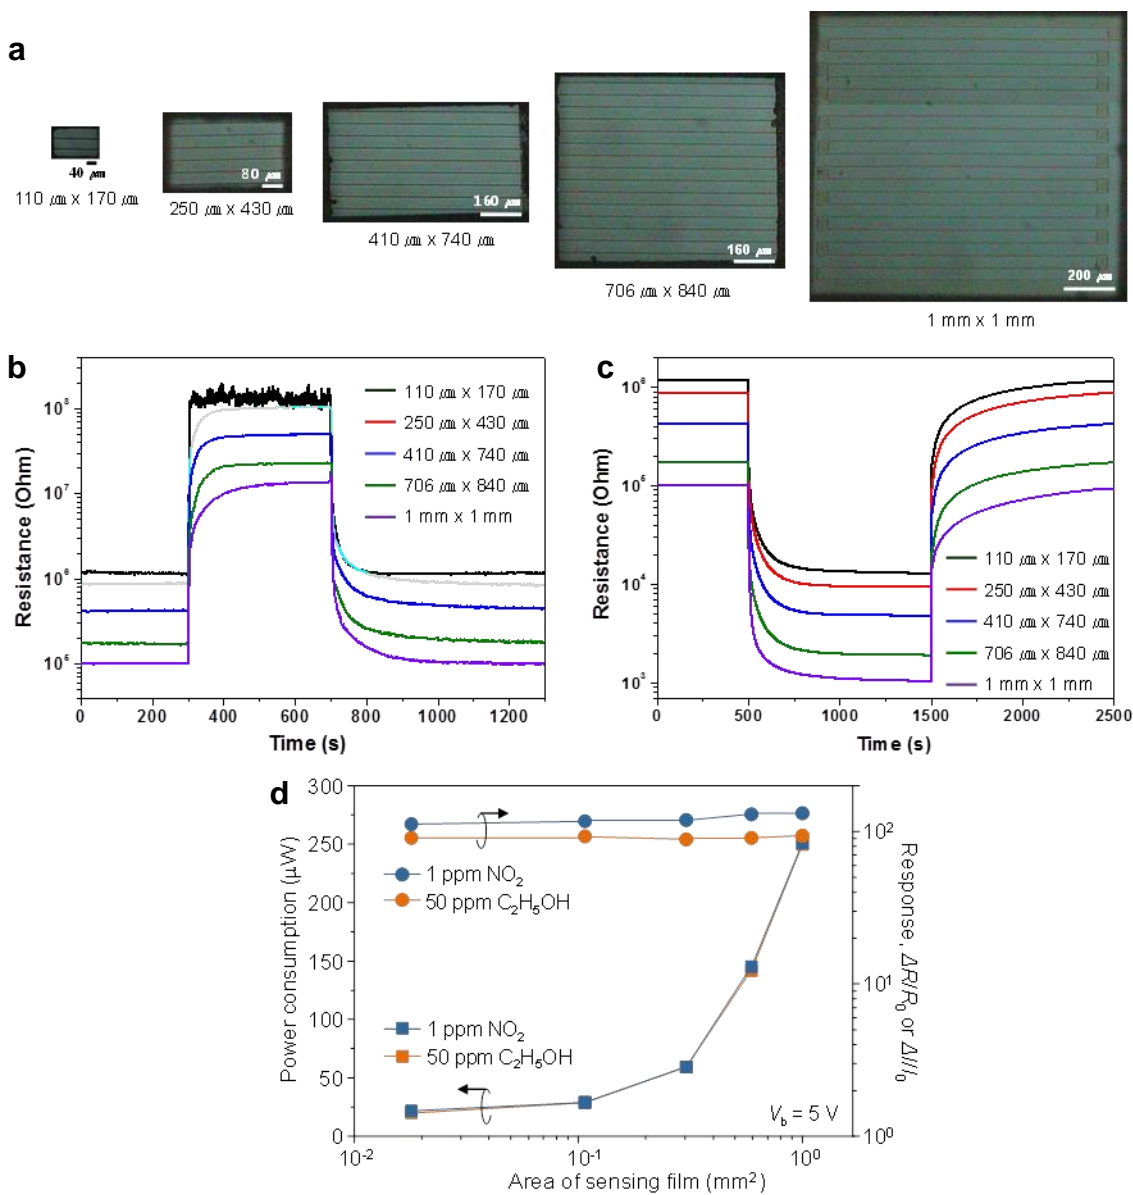 a
40 ㎛
110 ㎛ x 170 ㎛
80 ㎛
250 ㎛ x 430 ㎛
160 ㎛
410 ㎛ x 740 ㎛
160 ㎛
706 ㎛ x 840 ㎛
200 ㎛
1 mm x 1 mm
b
Resistance (Ohm)
10⁸
10⁷
10⁶
10⁵
110 ㎛ x 170 ㎛
250 ㎛ x 430 ㎛
410 ㎛ x 740 ㎛
706 ㎛ x 840 ㎛
1 mm x 1 mm
0 200 400 600 800 1000 1200
Time (s)
c
Resistance (Ohm)
10⁶
10⁵
10⁴
10³
110 ㎛ x 170 ㎛
250 ㎛ x 430 ㎛
410 ㎛ x 740 ㎛
706 ㎛ x 840 ㎛
1 mm x 1 mm
0 500 1000 1500 2000 2500
Time (s)
d
Power consumption (µW)
300
250
200
150
100
50
0
1 ppm NO₂
50 ppm C₂H₅OH
1 ppm NO₂
50 ppm C₂H₅OH
V_b = 5 V
10²
10¹
10⁰
Response, ΔR/R₀ or ΔI/I₀
10⁻² 10⁻¹ 10⁰
Area of sensing film (mm²)